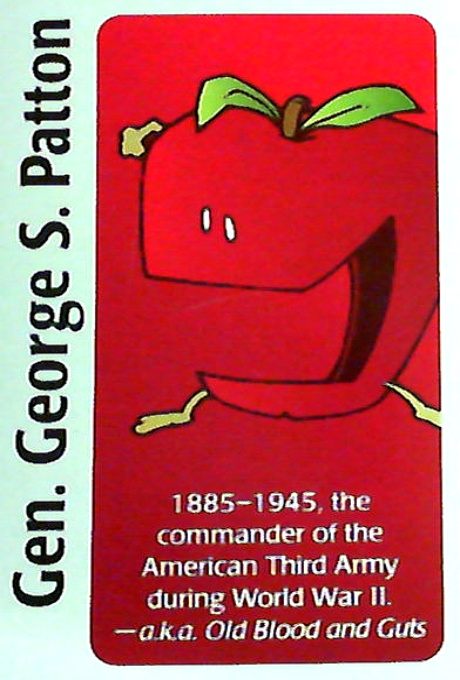 Gen. George S. Patton
1885–1945, the
commander of the
American Third Army
during World War II.
—a.k.a. Old Blood and Guts